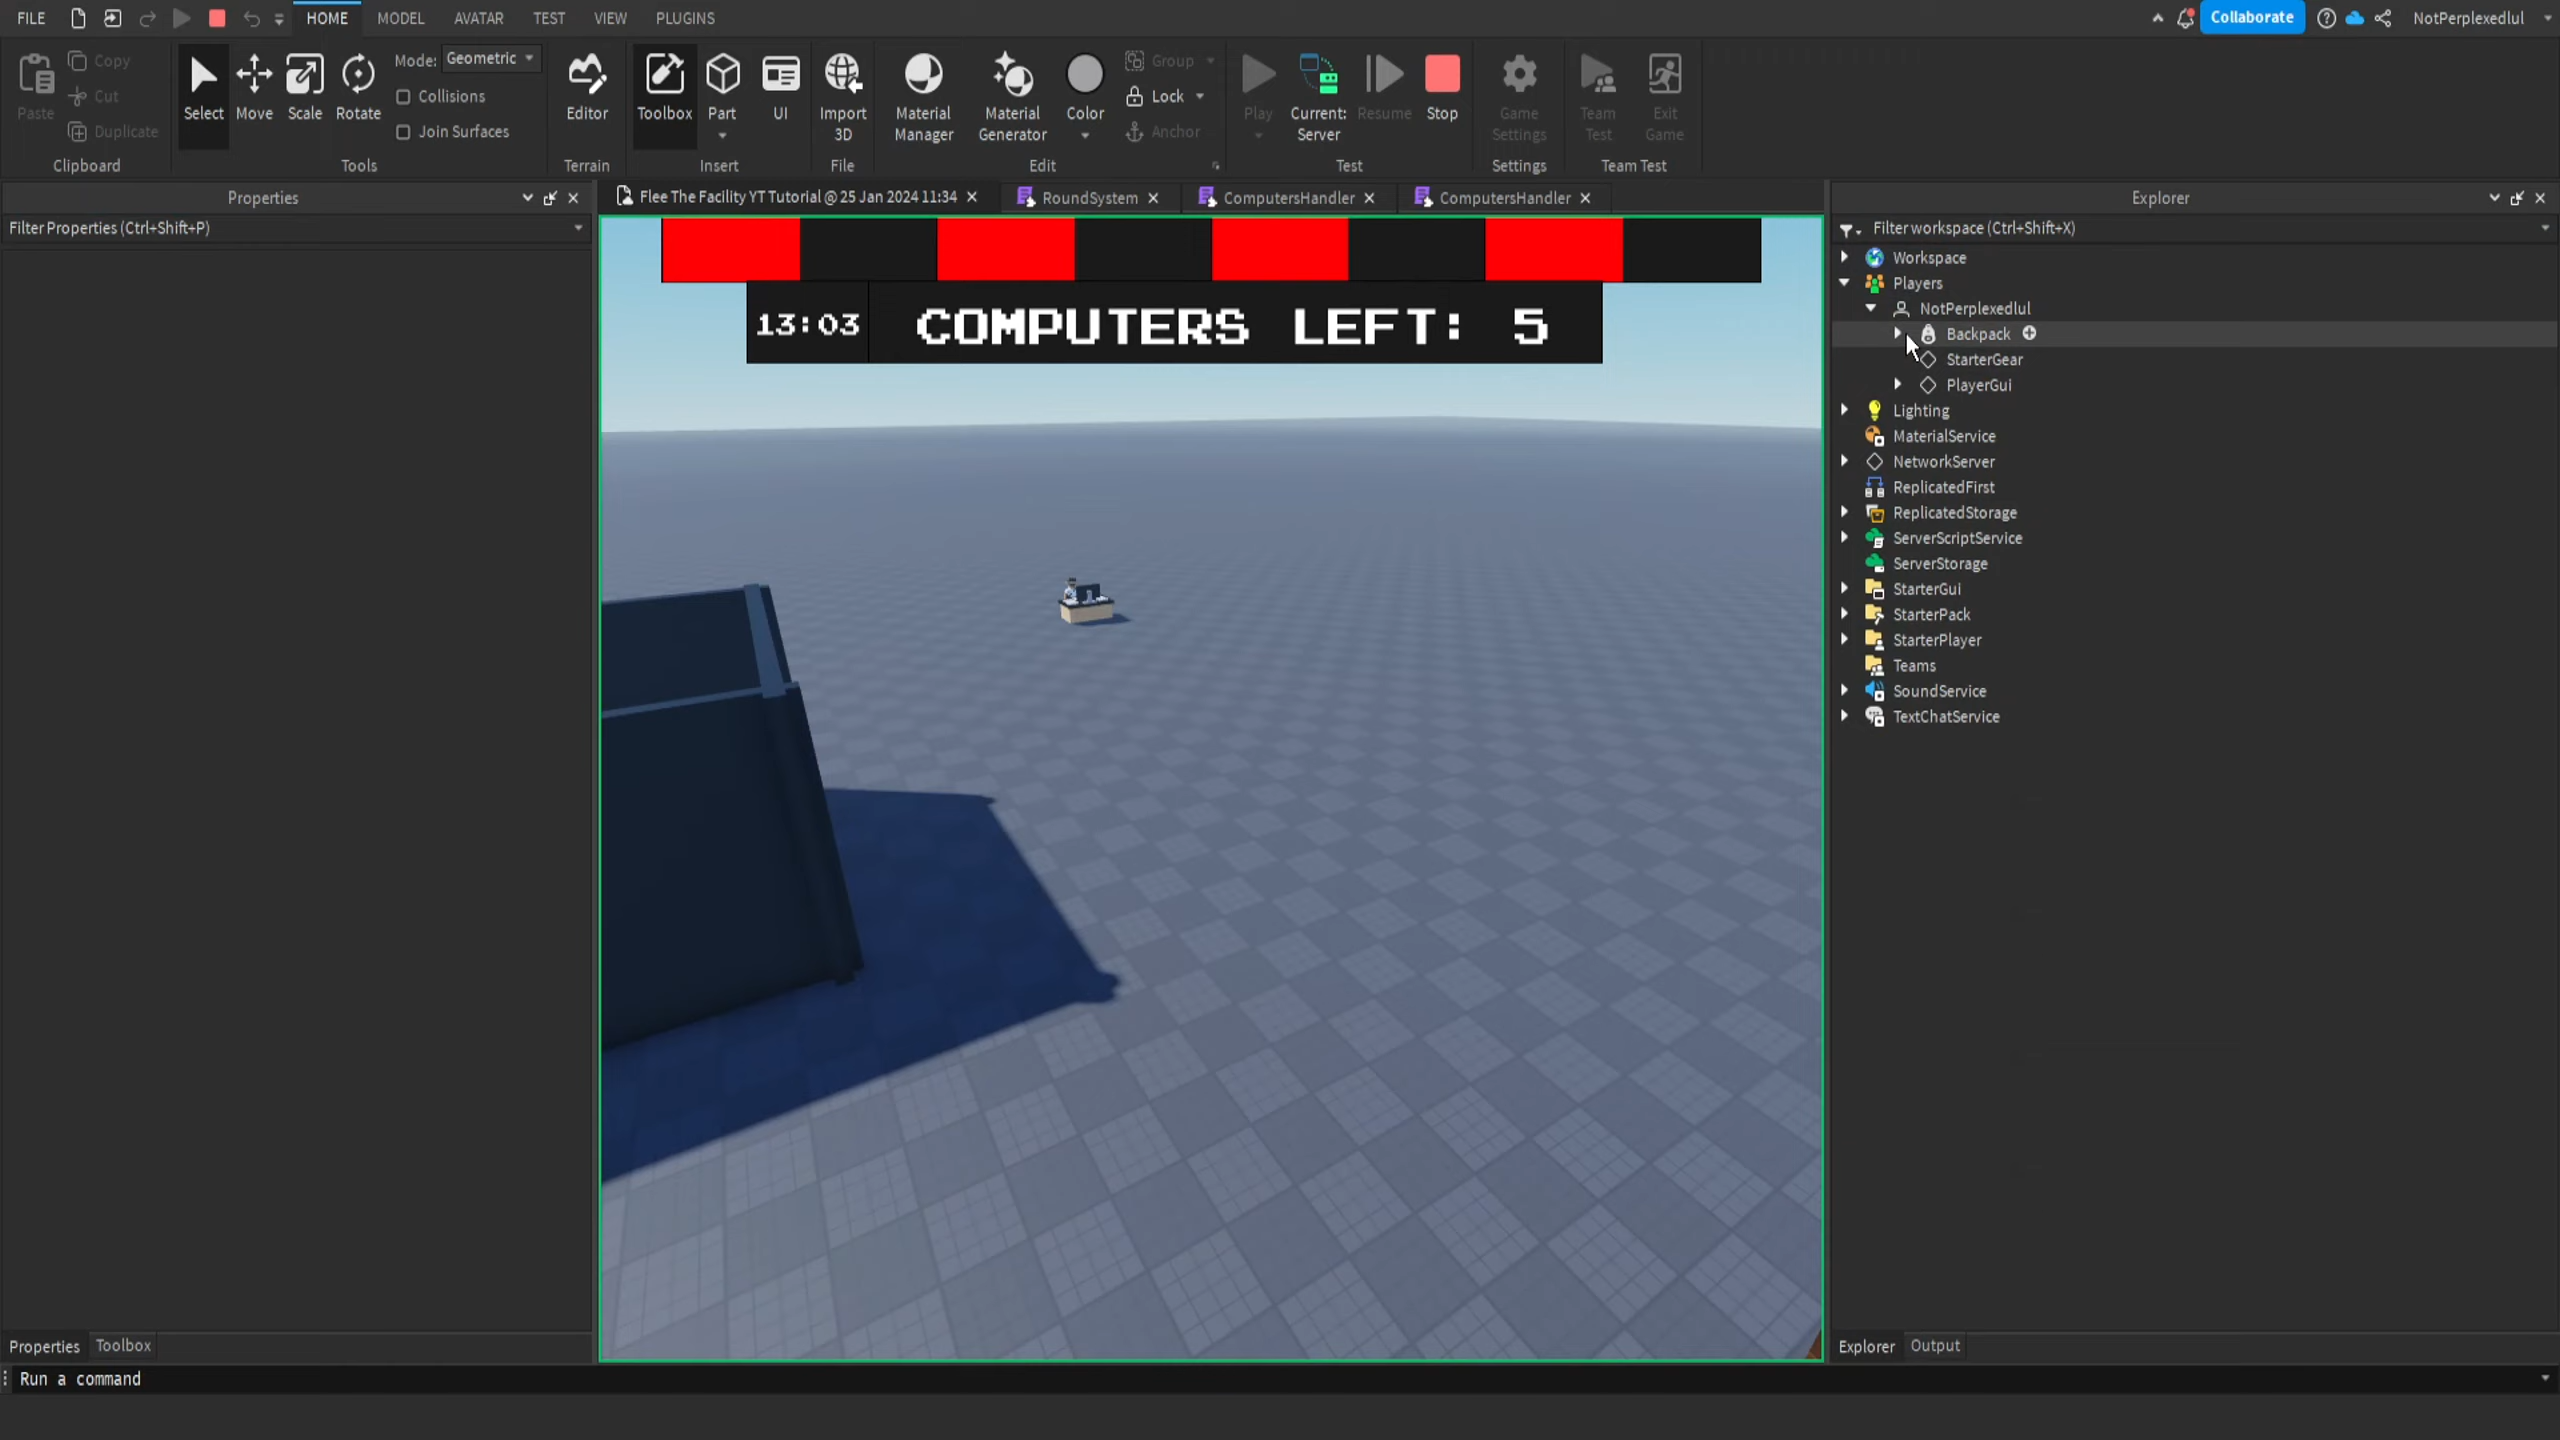 FILE
HOME
MODEL
AVATAR
TEST
VIEW
PLUGINS
Collaborate
NotPerplexedlul
Paste
Copy
Cut
Duplicate
Clipboard
Select
Move
Scale
Rotate
Mode: Geometric
Collisions
Join Surfaces
Tools
Editor
Terrain
Toolbox
Part
UI
Insert
Import
3D
File
Material
Manager
Material
Generator
Color
Group
Lock
Anchor
Edit
Play
Current:
Server
Resume
Stop
Test
Game
Settings
Settings
Team
Test
Exit
Game
Team Test
Properties
Filter Properties (Ctrl+Shift+P)
Flee The Facility YT Tutorial @ 25 Jan 2024 11:34
RoundSystem
ComputersHandler
ComputersHandler
13:03
COMPUTERS LEFT: 5
Explorer
Filter workspace (Ctrl+Shift+X)
Workspace
Players
NotPerplexedlul
Backpack
StarterGear
PlayerGui
Lighting
MaterialService
NetworkServer
ReplicatedFirst
ReplicatedStorage
ServerScriptService
ServerStorage
StarterGui
StarterPack
StarterPlayer
Teams
SoundService
TextChatService
Properties
Toolbox
Explorer
Output
Run a command